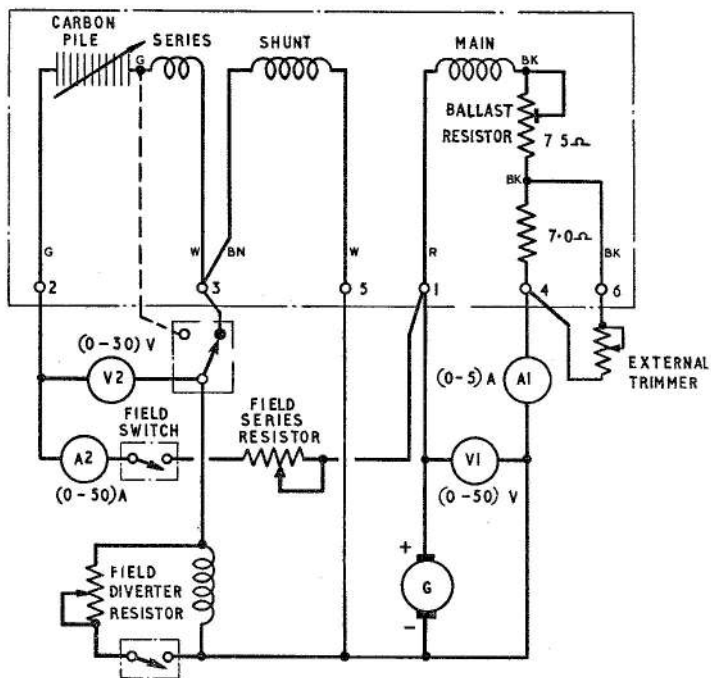 CARBON
PILE
SERIES
SHUNT
MAIN
G
BK
BALLAST
RESISTOR
7 5Ω
BK
7·0Ω
G
W
BN
W
R
BK
2
3
5
1
4
6
(0-30) V
V2
(0-5) A
A1
EXTERNAL
TRIMMER
FIELD
SWITCH
FIELD
SERIES
RESISTOR
A2
(0-50) A
V1
(0-50) V
+
G
-
FIELD
DIVERTER
RESISTOR